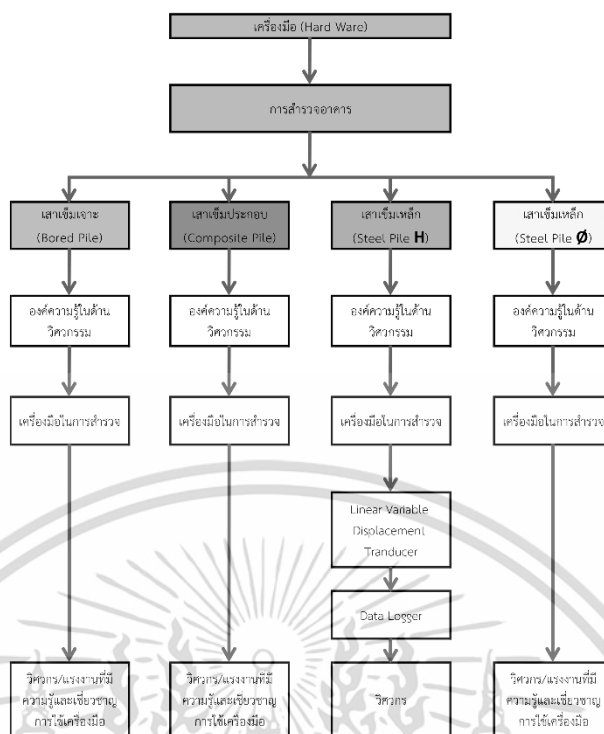 เครื่องมือ (Hard Ware)
การสำรวจอาคาร
เสาเข็มเจาะ
(Bored Pile)
เสาเข็มประกอบ
(Composite Pile)
เสาเข็มเหล็ก
(Steel Pile H)
เสาเข็มเหล็ก
(Steel Pile Ø)
องค์ความรู้ในด้าน
วิศวกรรม
องค์ความรู้ในด้าน
วิศวกรรม
องค์ความรู้ในด้าน
วิศวกรรม
องค์ความรู้ในด้าน
วิศวกรรม
เครื่องมือในการสำรวจ
เครื่องมือในการสำรวจ
เครื่องมือในการสำรวจ
เครื่องมือในการสำรวจ
Linear Variable
Displacement
Tranducer
Data Logger
วิศวกร/แรงงานที่มี
ความรู้และเชี่ยวชาญ
การใช้เครื่องมือ
วิศวกร/แรงงานที่มี
ความรู้และเชี่ยวชาญ
การใช้เครื่องมือ
วิศวกร
วิศวกร/แรงงานที่มี
ความรู้และเชี่ยวชาญ
การใช้เครื่องมือ